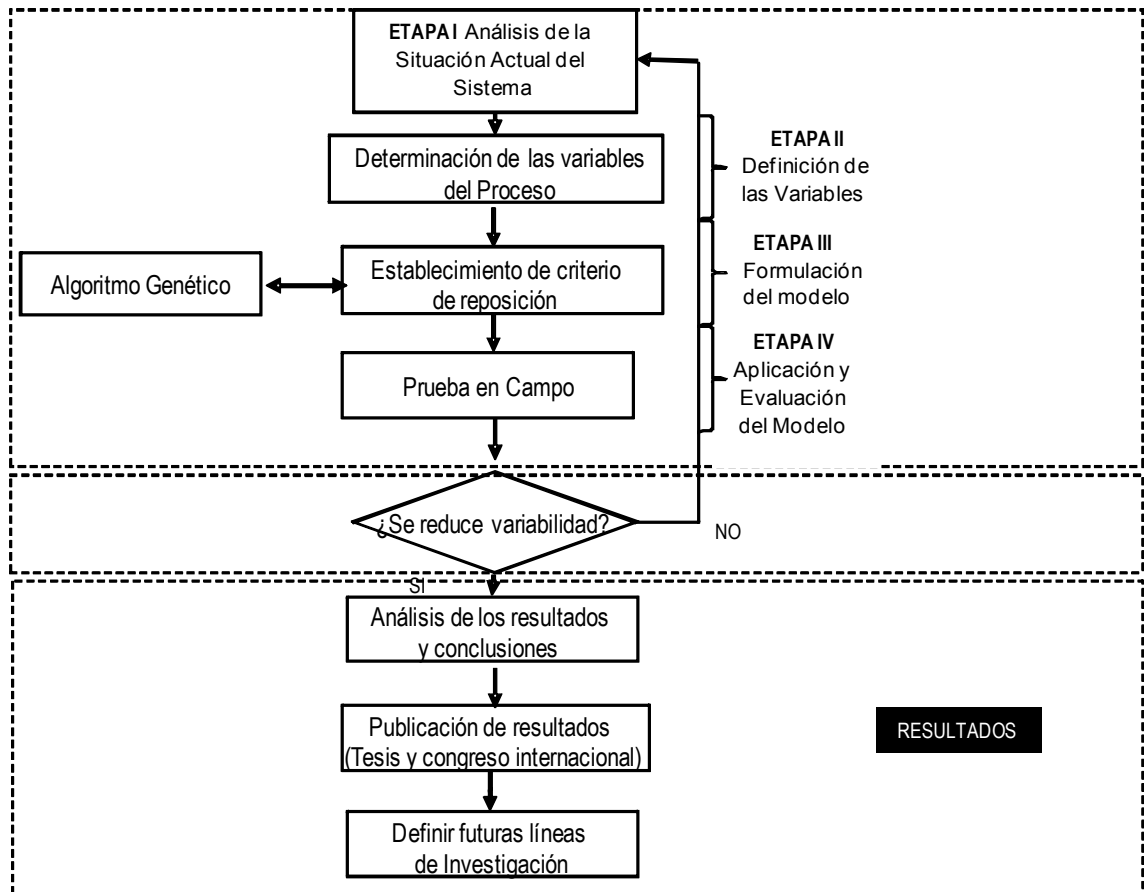 ETAPA I Análisis de la
Situación Actual del
Sistema
Determinación de las variables
del Proceso
ETAPA II
Definición de
las Variables
Algoritmo Genético
Establecimiento de criterio
de reposición
ETAPA III
Formulación
del modelo
Prueba en Campo
ETAPA IV
Aplicación y
Evaluación
del Modelo
¿Se reduce variabilidad?
NO
SI
Análisis de los resultados
y conclusiones
Publicación de resultados
(Tesis y congreso internacional)
RESULTADOS
Definir futuras líneas
de Investigación